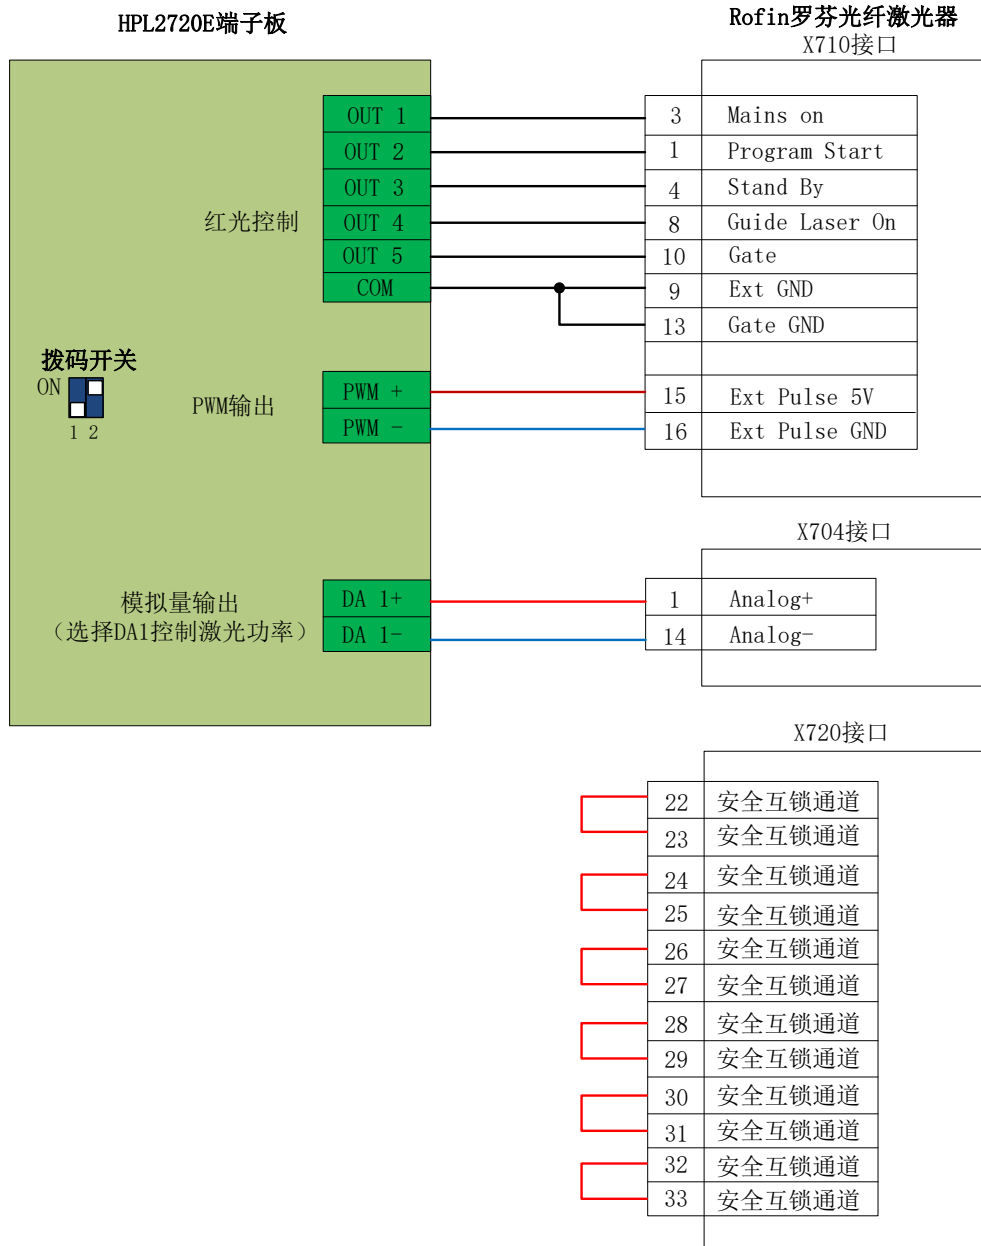 HPL2720E端子板
Rofin罗芬光纤激光器
X710接口
OUT 1
3
Mains on
OUT 2
1
Program Start
OUT 3
4
Stand By
红光控制
OUT 4
8
Guide Laser On
OUT 5
10
Gate
COM
9
Ext GND
13
Gate GND
拨码开关
ON
1 2
PWM输出
PWM +
15
Ext Pulse 5V
PWM -
16
Ext Pulse GND
X704接口
模拟量输出
（选择DA1控制激光功率）
DA 1+
1
Analog+
DA 1-
14
Analog-
X720接口
22
安全互锁通道
23
安全互锁通道
24
安全互锁通道
25
安全互锁通道
26
安全互锁通道
27
安全互锁通道
28
安全互锁通道
29
安全互锁通道
30
安全互锁通道
31
安全互锁通道
32
安全互锁通道
33
安全互锁通道